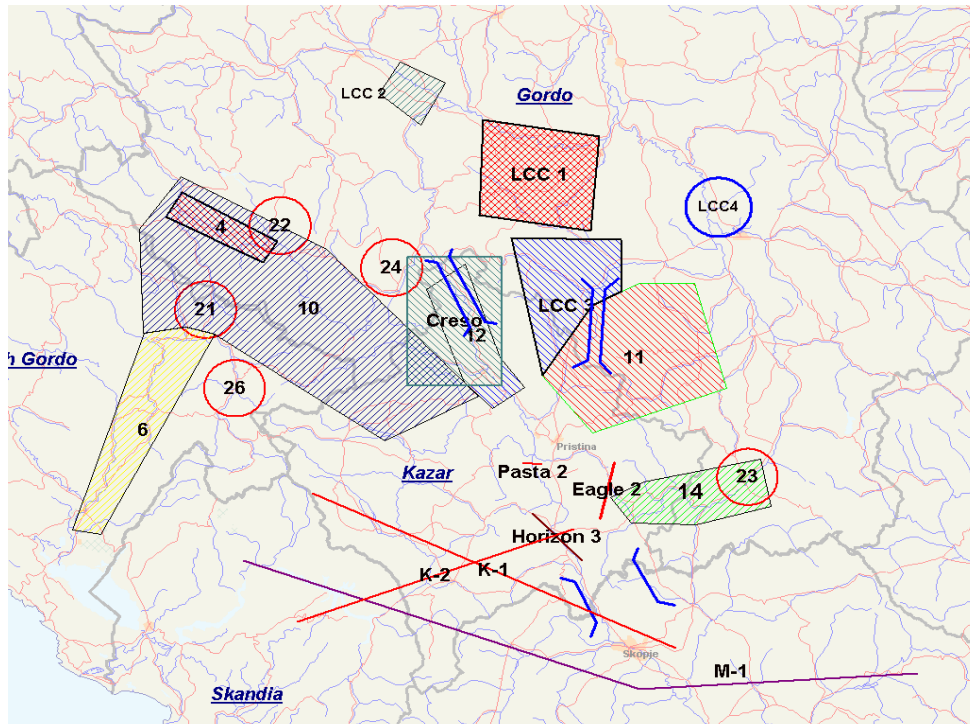 LCC 2
Gordo
LCC 1
LCC4
4
22
24
21
10
LCC 3
Creso
12
11
h Gordo
26
6
Pristina
Kazar
Pasta 2
Eagle 2
14
23
Horizon 3
K-2
K-1
Skopje
M-1
Skandia